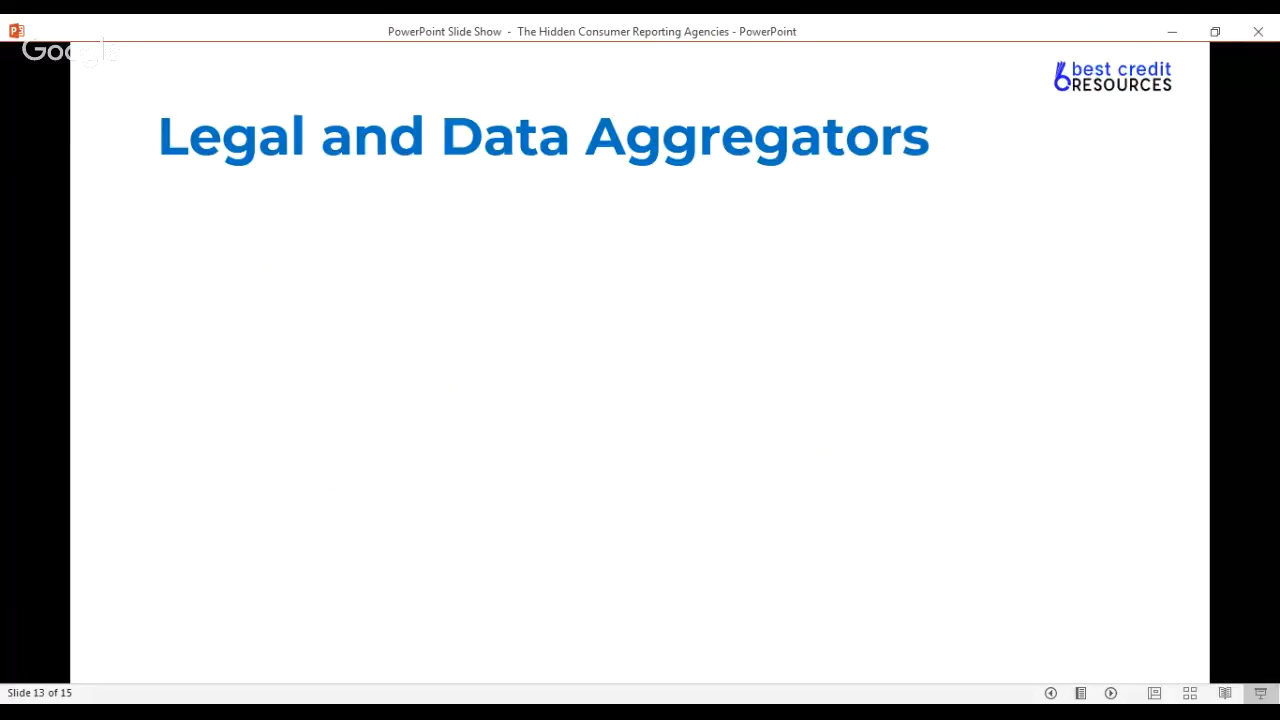 PowerPoint Slide Show - The Hidden Consumer Reporting Agencies - PowerPoint
Google
best credit
RESOURCES
Legal and Data Aggregators
Slide 13 of 15